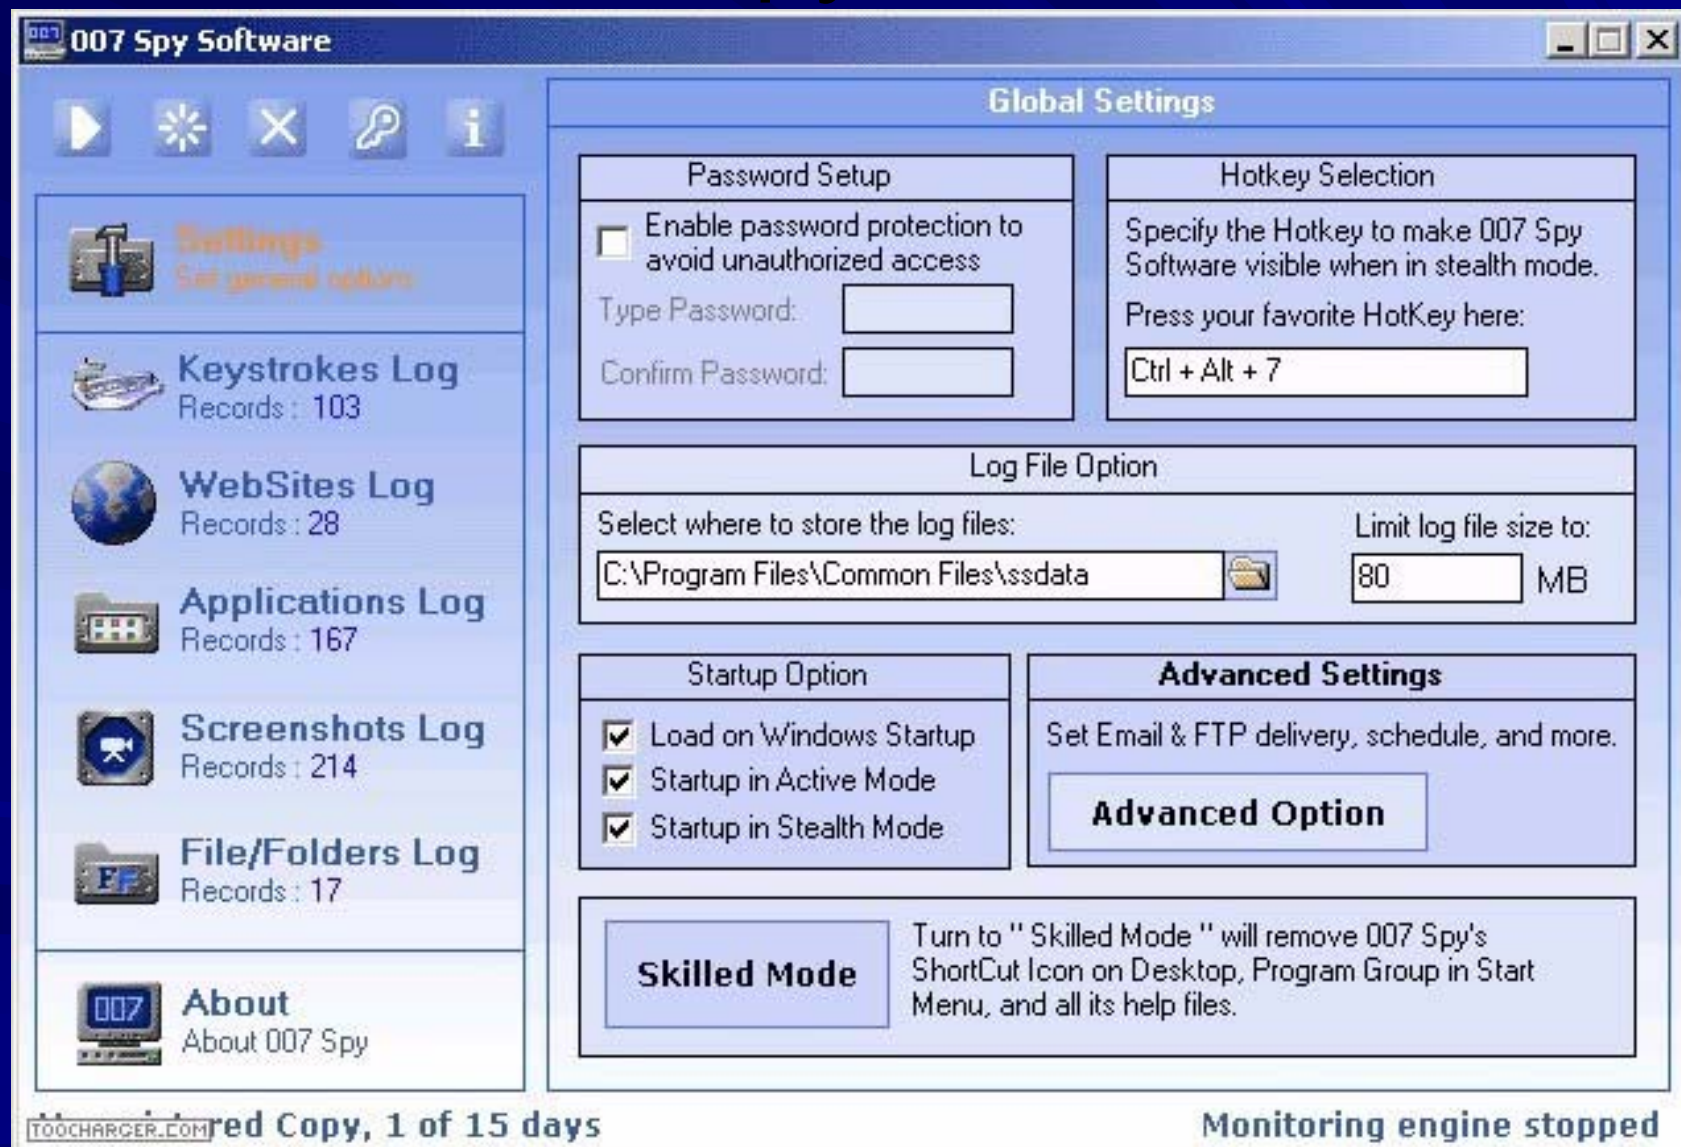 007 Spy Software
Global Settings
Settings
Set general options
Keystrokes Log
Records : 103
WebSites Log
Records : 28
Applications Log
Records : 167
Screenshots Log
Records : 214
File/Folders Log
Records : 17
007
About
About 007 Spy
Password Setup
Enable password protection to
avoid unauthorized access
Type Password:
Confirm Password:
Hotkey Selection
Specify the Hotkey to make 007 Spy
Software visible when in stealth mode.
Press your favorite HotKey here:
Ctrl + Alt + 7
Log File Option
Select where to store the log files:
C:\Program Files\Common Files\ssdata
Limit log file size to:
80 MB
Startup Option
Load on Windows Startup
Startup in Active Mode
Startup in Stealth Mode
Advanced Settings
Set Email & FTP delivery, schedule, and more.
Advanced Option
Skilled Mode
Turn to " Skilled Mode " will remove 007 Spy's
ShortCut Icon on Desktop, Program Group in Start
Menu, and all its help files.
TOOCHARGER.COM
Copy, 1 of 15 days
Monitoring engine stopped